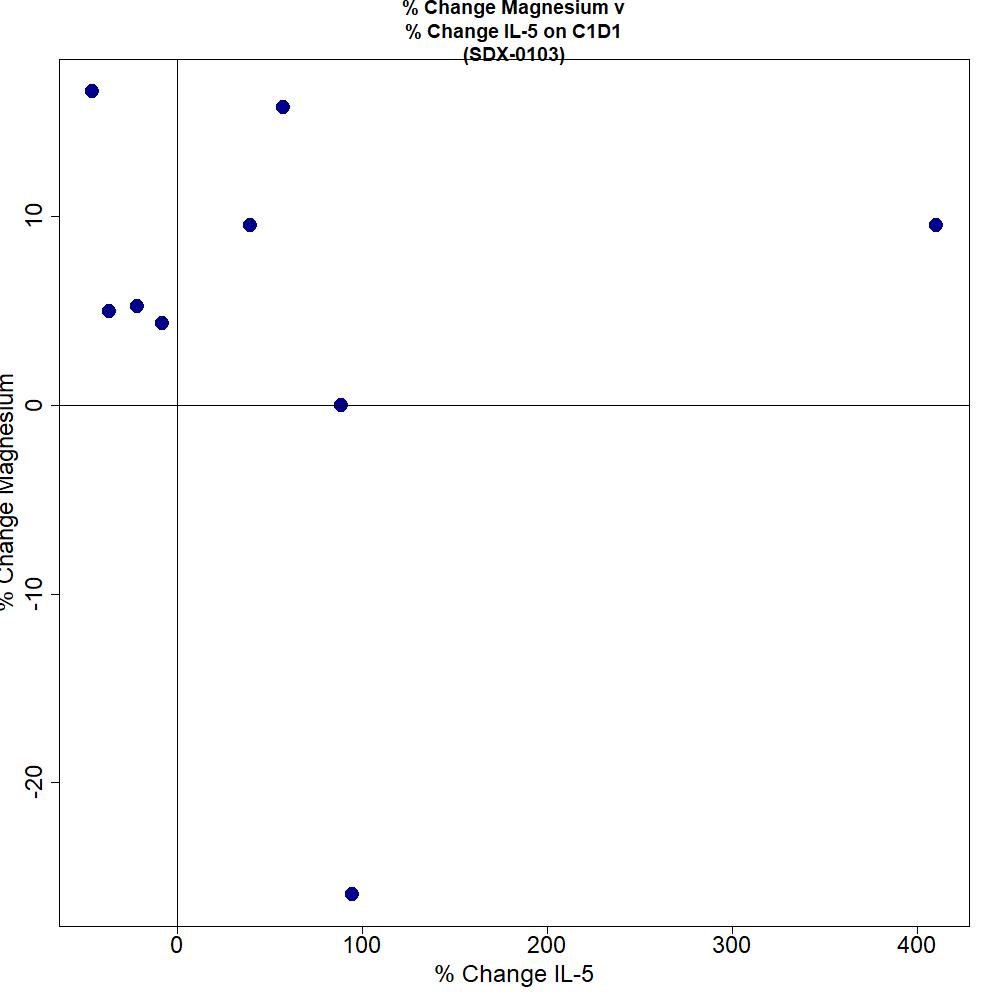 % Change Magnesium v
% Change IL-5 on C1D1
(SDX-0103)
10
0
-10
-20
% Change Magnesium
0 100 200 300 400
% Change IL-5